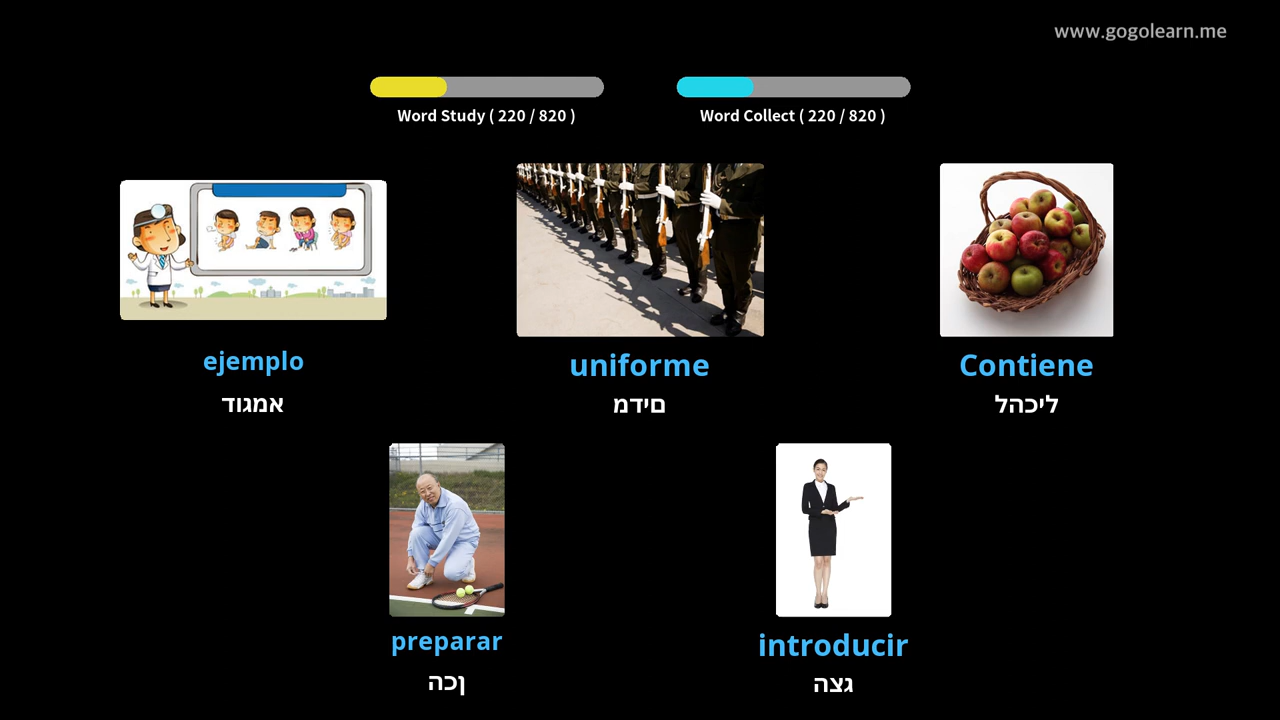 www.gogolearn.me
Word Study ( 220 / 820 )
Word Collect ( 220 / 820 )
ejemplo
אמגוד
uniforme
םידמ
Contiene
ליכהל
preparar
ןכה
introducir
גצה